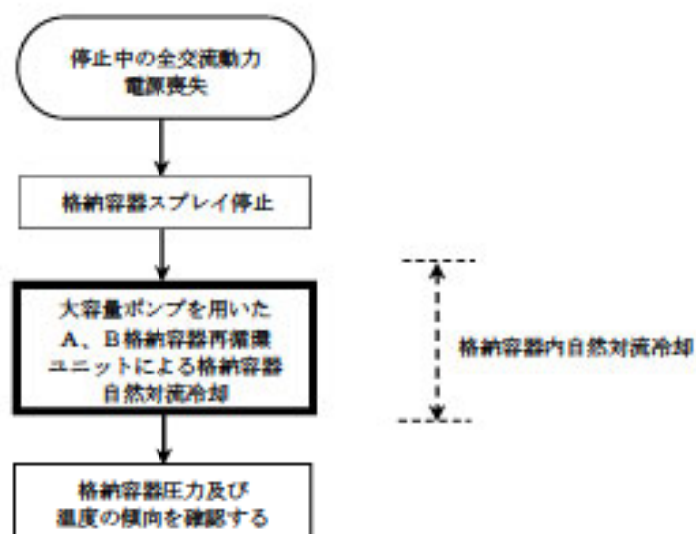 停止中の全交流動力
電源喪失
格納容器スプレイ停止
大容量ポンプを用いた
A、B格納容器再循環
ユニットによる格納容器
自然対流冷却
格納容器内自然対流冷却
格納容器圧力及び
温度の傾向を確認する